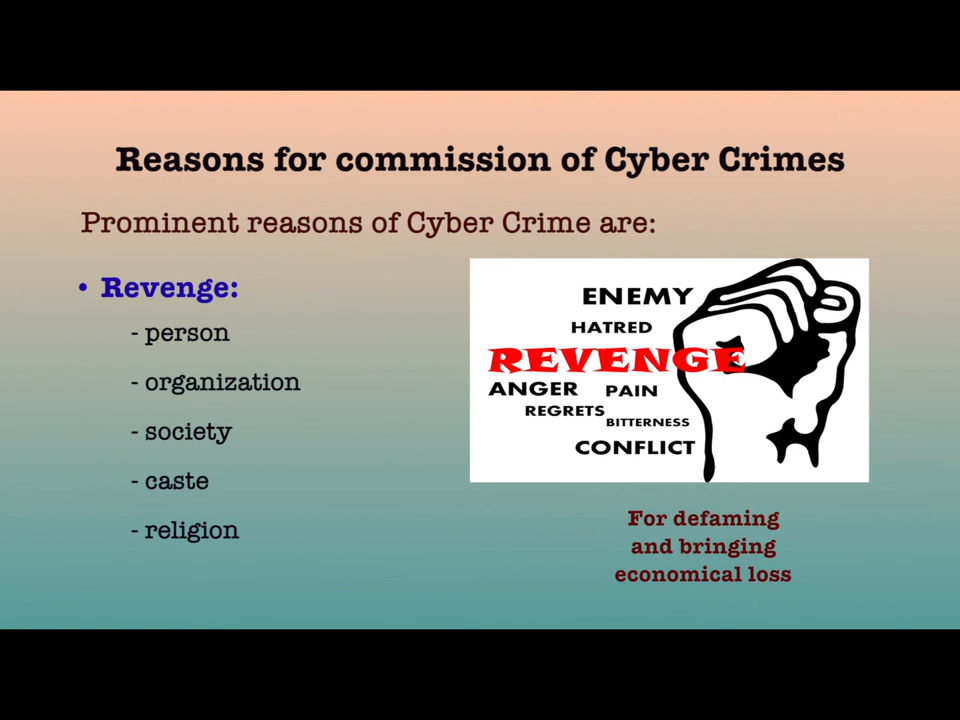 Reasons for commission of Cyber Crimes
Prominent reasons of Cyber Crime are:
• Revenge:
- person
- organization
- society
- caste
- religion
ENEMY
HATRED
REVENGE
ANGER PAIN
REGRETS
BITTERNESS
CONFLICT
For defaming
and bringing
economical loss